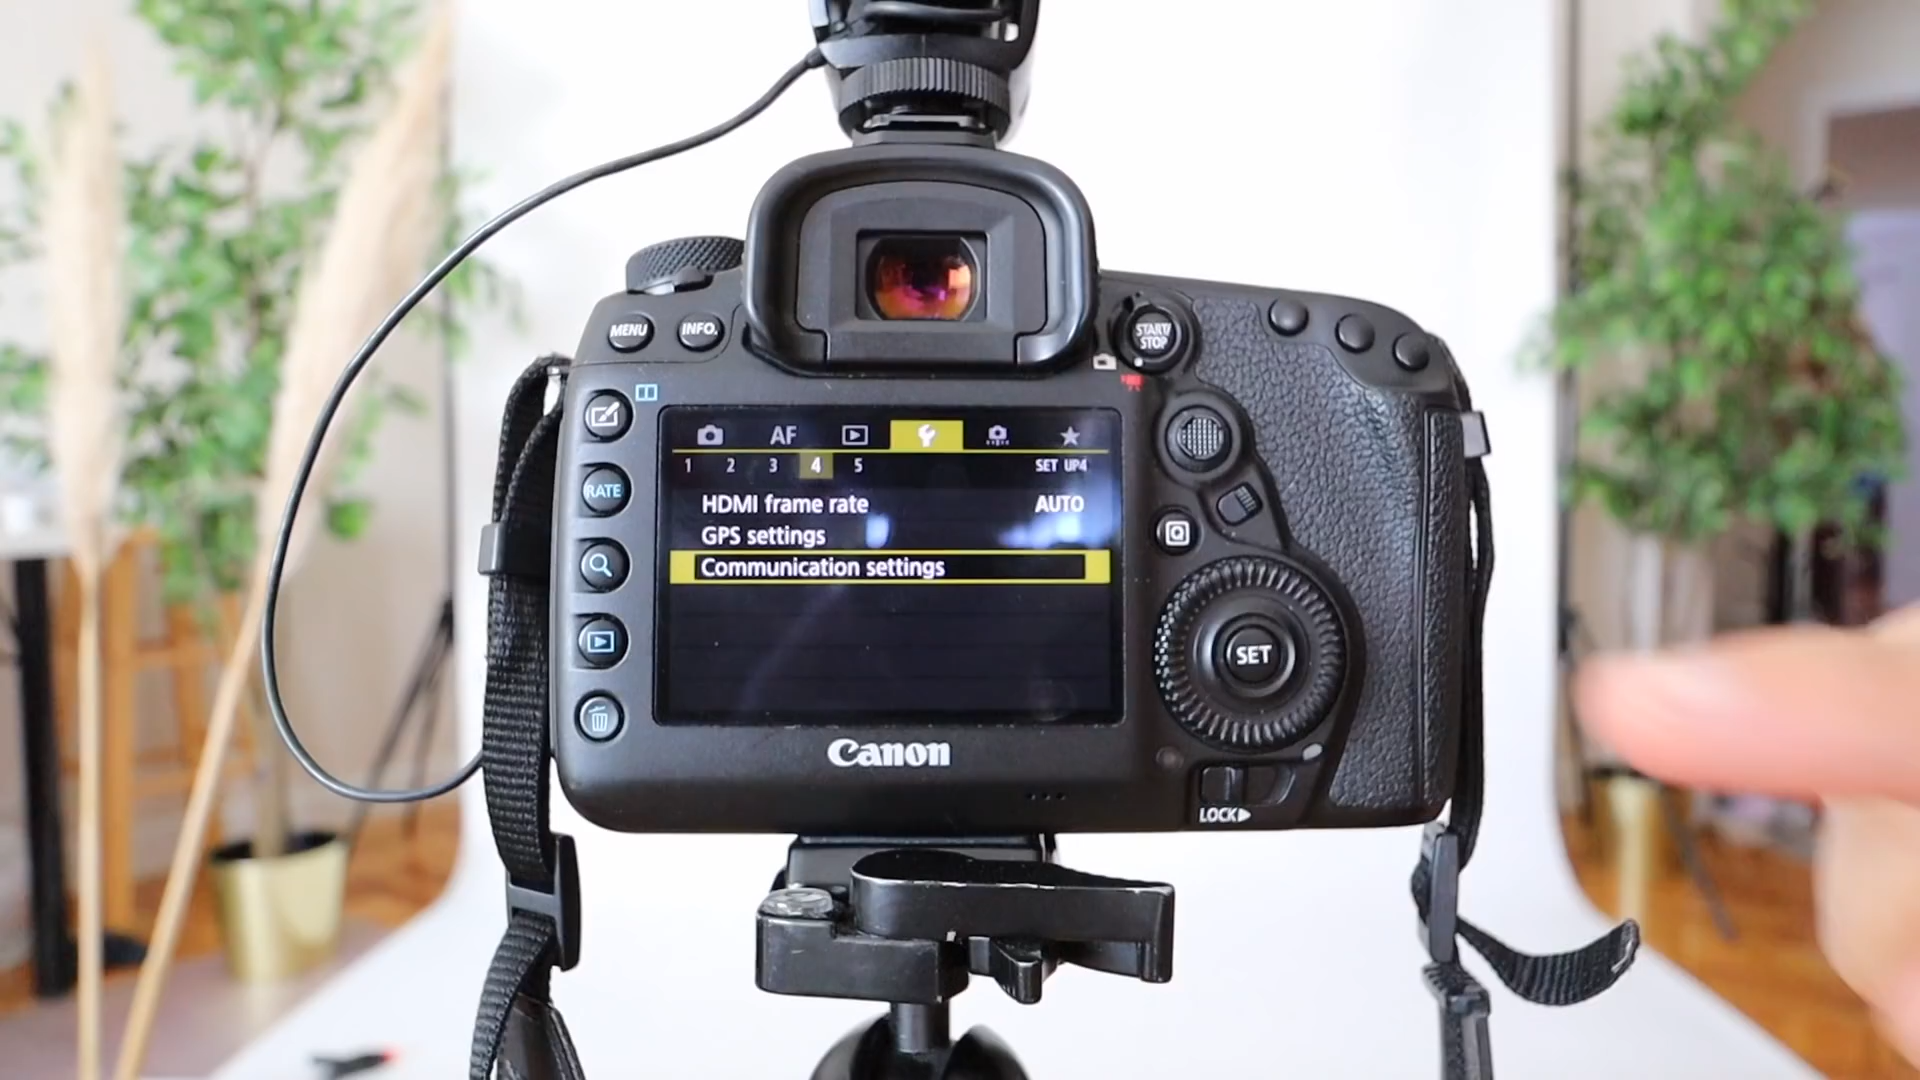 MENU INFO.
START/
STOP
RATE
AF
1 2 3 4 5 SET UP4
HDMI frame rate AUTO
GPS settings
Communication settings
Q
SET
Canon
LOCK▶